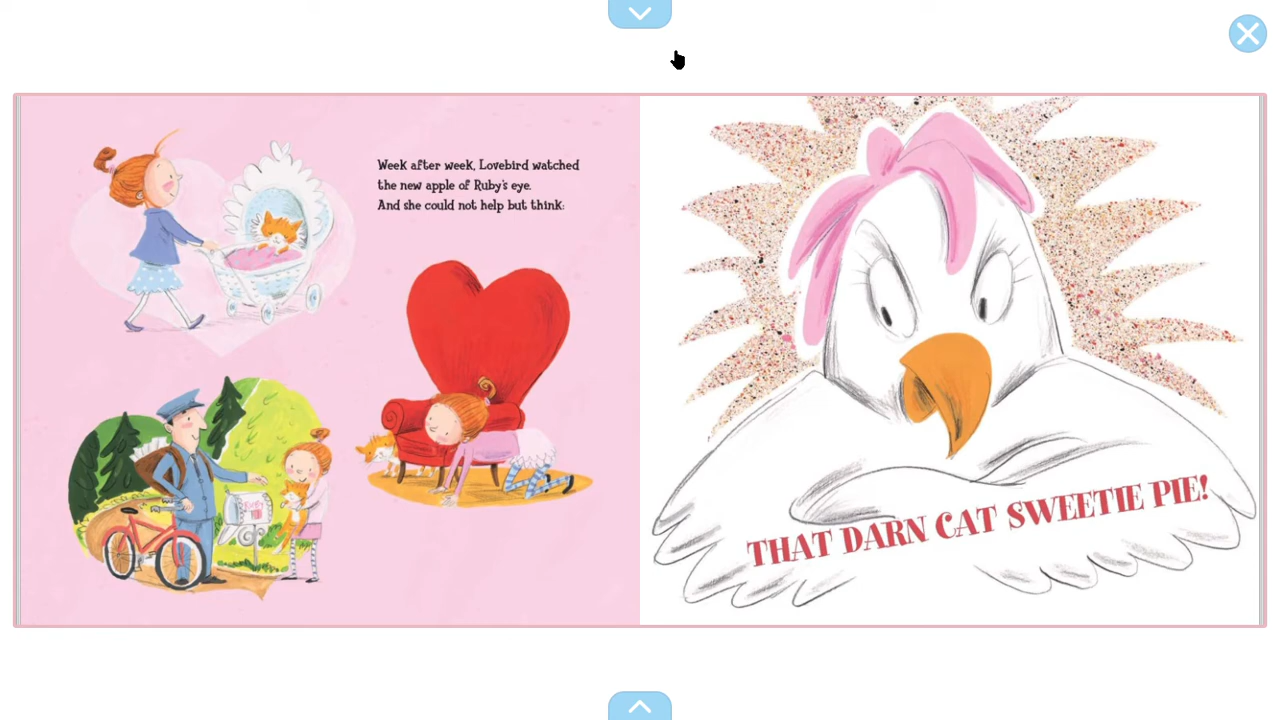 Week after week, Lovebird watched
the new apple of Ruby's eye.
And she could not help but think:
THAT DARN CAT SWEETIE PIE!